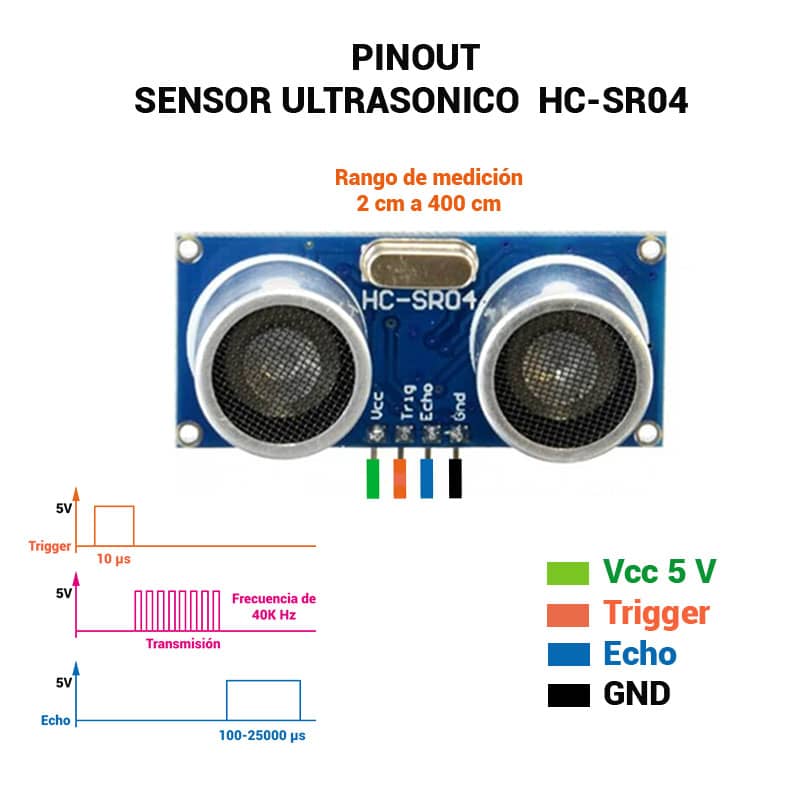 PINOUT
SENSOR ULTRASONICO HC-SR04
Rango de medición
2 cm a 400 cm
HC-SR04
Vcc
Trig
Echo
Gnd
5V
Trigger
10 µs
5V
Frecuencia de
40K Hz
Transmisión
5V
Echo
100-25000 µs
Vcc 5 V
Trigger
Echo
GND